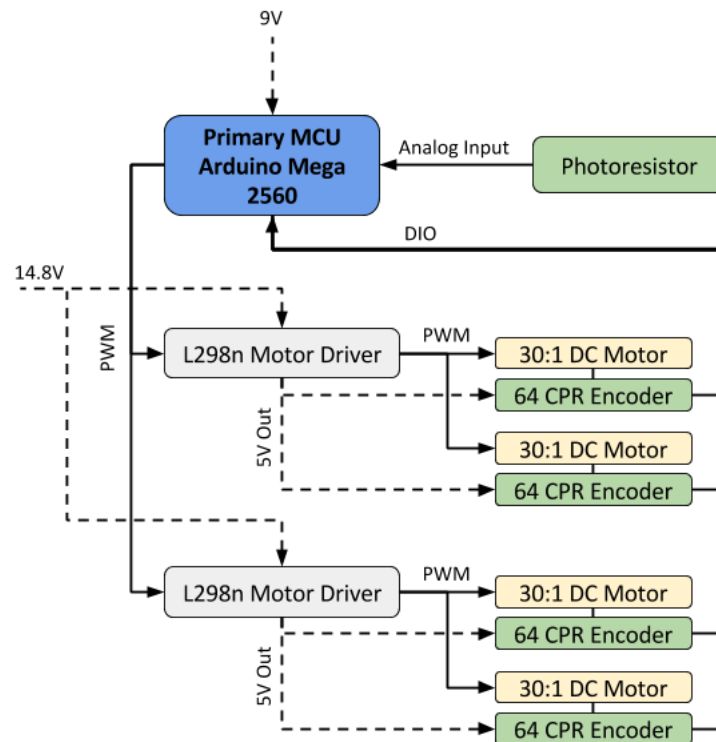 9V
Primary MCU
Arduino Mega
2560
Analog Input
Photoresistor
DIO
14.8V
PWM
L298n Motor Driver
PWM
30:1 DC Motor
64 CPR Encoder
5V Out
30:1 DC Motor
64 CPR Encoder
L298n Motor Driver
PWM
30:1 DC Motor
64 CPR Encoder
5V Out
30:1 DC Motor
64 CPR Encoder